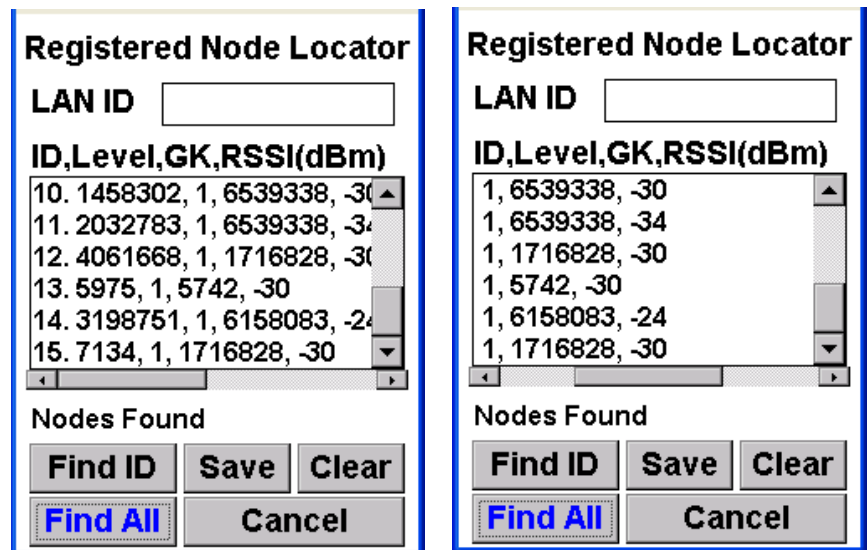 Registered Node Locator
LAN ID
ID,Level,GK,RSSI(dBm)
10. 1458302, 1, 6539338, -30
11. 2032783, 1, 6539338, -34
12. 4061668, 1, 1716828, -30
13. 5975, 1, 5742, -30
14. 3198751, 1, 6158083, -24
15. 7134, 1, 1716828, -30
Nodes Found
Find ID Save Clear
Find All Cancel
Registered Node Locator
LAN ID
ID,Level,GK,RSSI(dBm)
1, 6539338, -30
1, 6539338, -34
1, 1716828, -30
1, 5742, -30
1, 6158083, -24
1, 1716828, -30
Nodes Found
Find ID Save Clear
Find All Cancel